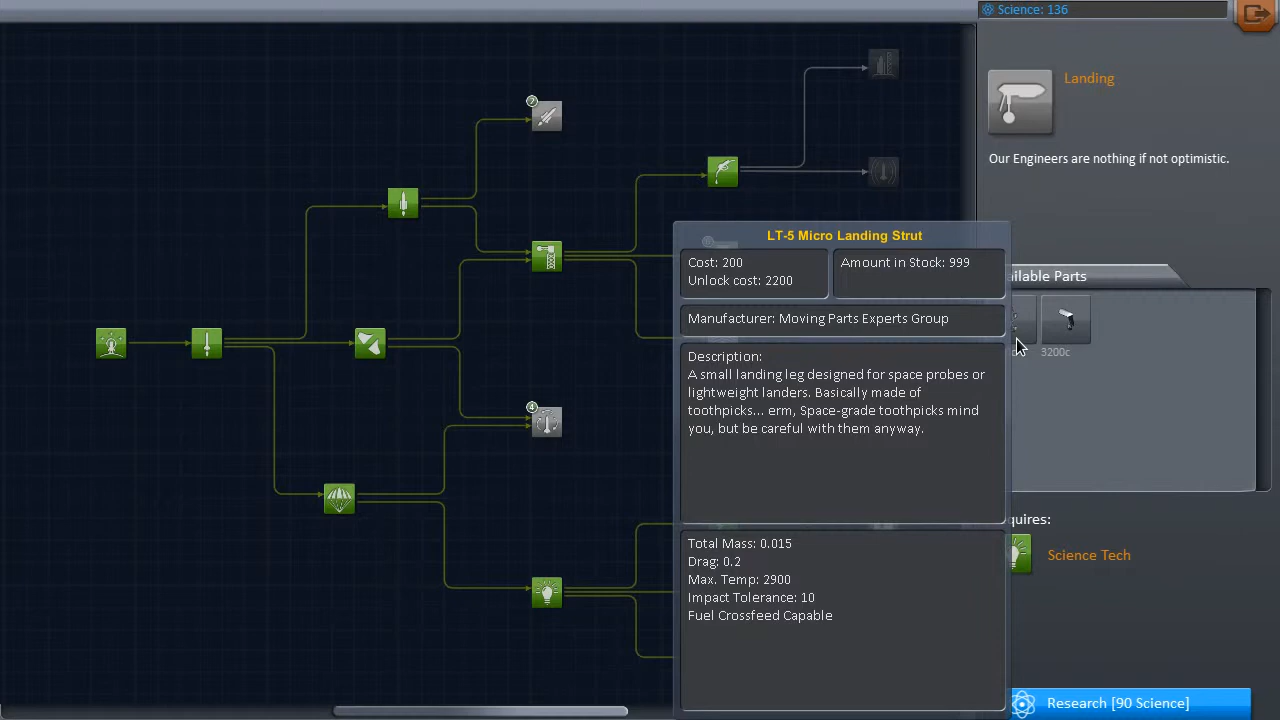 Science: 136
Landing
Our Engineers are nothing if not optimistic.
2
LT-5 Micro Landing Strut
Cost: 200
Unlock cost: 2200
Amount in Stock: 999
ilable Parts
Manufacturer: Moving Parts Experts Group
3200c
Description:
A small landing leg designed for space probes or
lightweight landers. Basically made of
toothpicks... erm, Space-grade toothpicks mind
you, but be careful with them anyway.
4
quires:
Science Tech
Total Mass: 0.015
Drag: 0.2
Max. Temp: 2900
Impact Tolerance: 10
Fuel Crossfeed Capable
Research [90 Science]